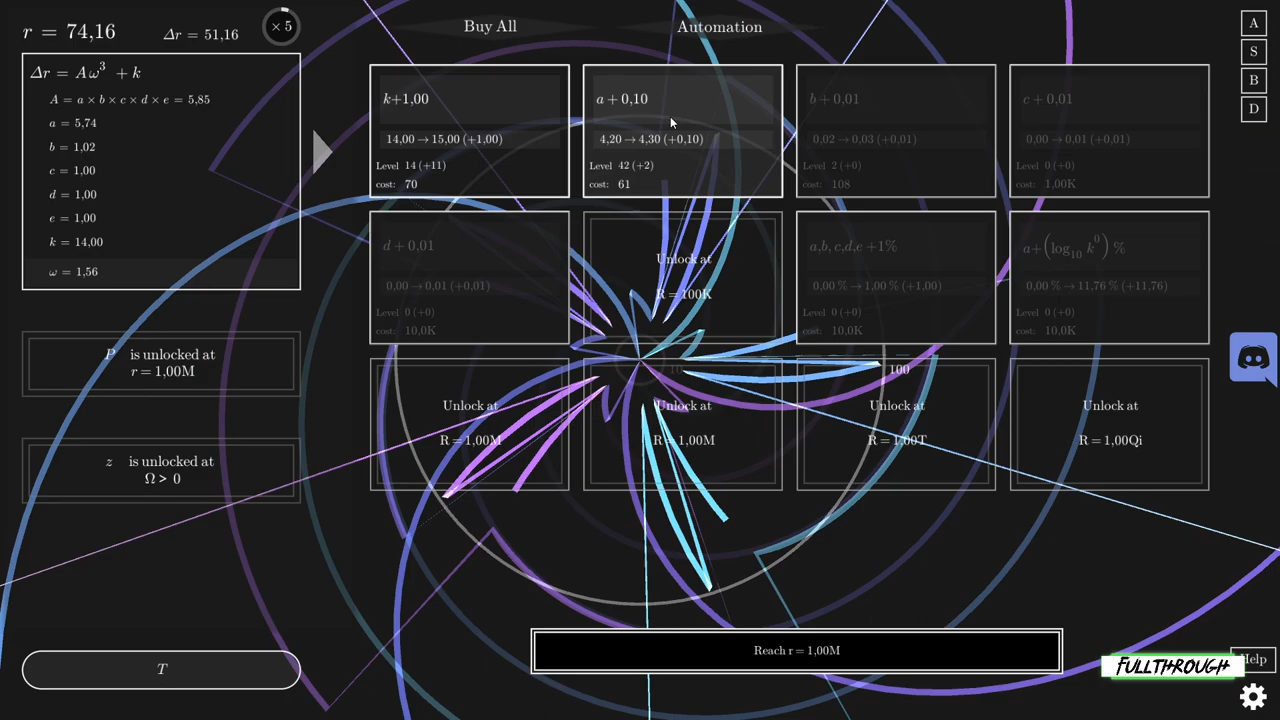 r = 74,16
Δr = 51,16
× 5
Buy All
Automation
A
S
B
D
Δr = Aω³ + k
A = a × b × c × d × e = 5,85
a = 5,74
b = 1,02
c = 1,00
d = 1,00
e = 1,00
k = 14,00
ω = 1,56
k+1,00
14,00 → 15,00 (+1,00)
Level 14 (+11)
cost: 70
a + 0,10
4,20 → 4,30 (+0,10)
Level 42 (+2)
cost: 61
b + 0,01
0,02 → 0,03 (+0,01)
Level 2 (+0)
cost: 108
c + 0,01
0,00 → 0,01 (+0,01)
Level 0 (+0)
cost: 1,00K
d + 0,01
0,00 → 0,01 (+0,01)
Level 0 (+0)
cost: 10,0K
Unlock at
R = 100K
a,b, c,d,e +1%
0,00 % → 1,00 % (+1,00)
Level 0 (+0)
cost: 10,0K
a+(log₁₀ k⁰) %
0,00 % → 11,76 % (+11,76)
Level 0 (+0)
cost: 10,0K
P is unlocked at
r = 1,00M
z is unlocked at
Ω > 0
10
100
Unlock at
R = 1,00M
Unlock at
R = 1,00M
Unlock at
R = 1,00T
Unlock at
R = 1,00Qi
T
Reach r = 1,00M
FULLTHROUGH
Help